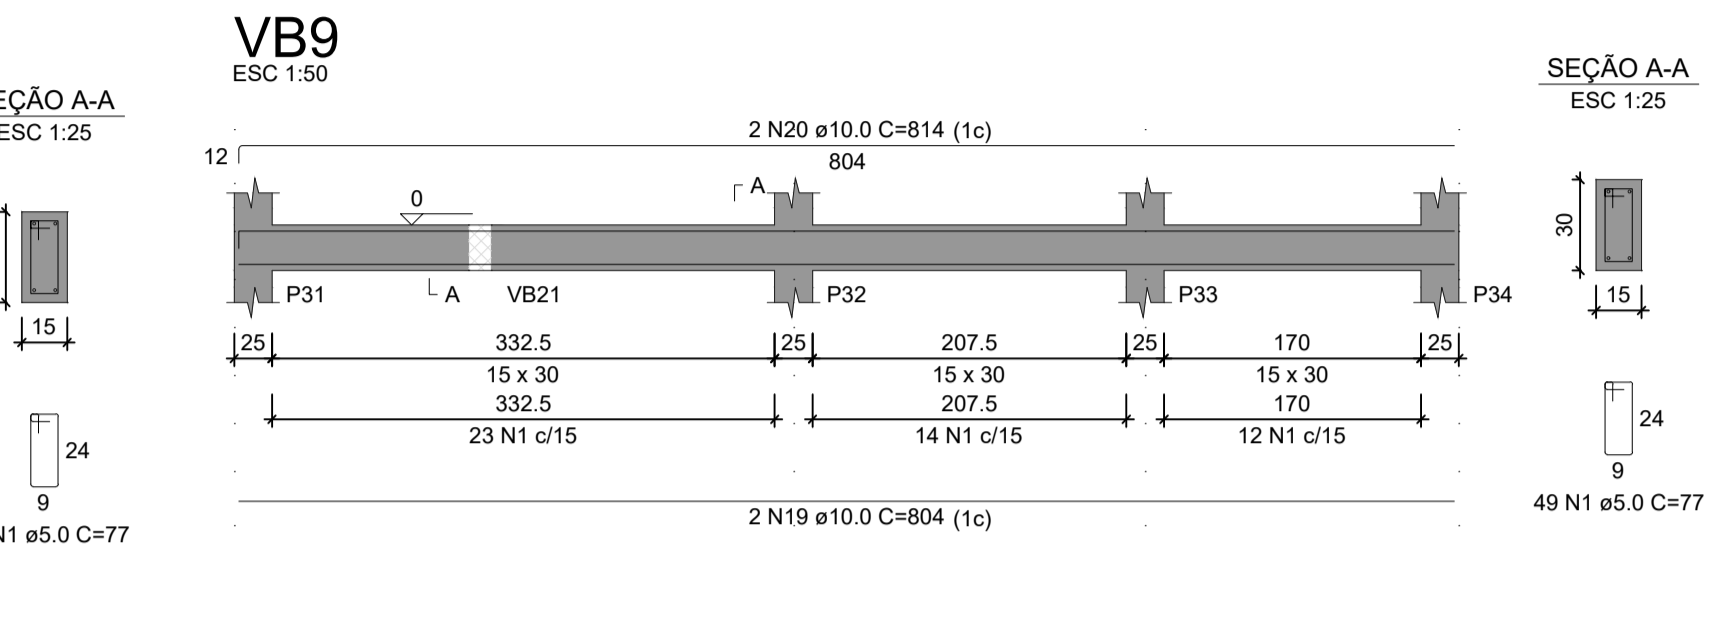 VB9
ESC 1:50
EÇÃO A-A
ESC 1:25
15
24
9
N1 ø5.0 C=77
2 N20 ø10.0 C=814 (1c)
12
804
A
0
A
VB21
P31
P32
P33
P34
25
332.5
25
207.5
25
170
25
15 x 30
15 x 30
15 x 30
332.5
207.5
170
23 N1 c/15
14 N1 c/15
12 N1 c/15
2 N19 ø10.0 C=804 (1c)
SEÇÃO A-A
ESC 1:25
30
15
24
9
49 N1 ø5.0 C=77